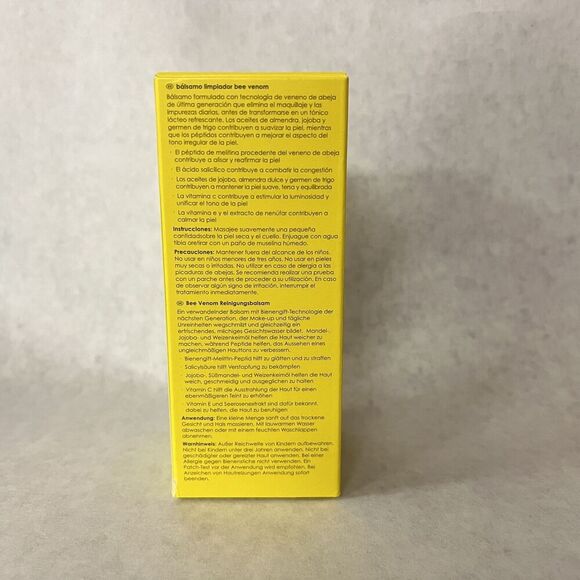 ES bálsamo limpiador bee venom
Bálsamo formulado con tecnología de veneno de abeja
de última generación que elimina el maquillaje y las
impurezas diarias, antes de transformarse en un tónico
lácteo refrescante. Los aceites de almendra, jojoba y
germen de trigo contribuyen a suavizar la piel, mientras
que los péptidos contribuyen a mejorar el aspecto del
tono irregular de la piel.
· El péptido de melitina procedente del veneno de abeja
contribuye a alisar y reafirmar la piel
· El ácido salicílico contribuye a combatir la congestión
· Los aceites de jojoba, almendra dulce y germen de trigo
contribuyen a mantener la piel suave, tersa y equilibrada
· La vitamina c contribuye a estimular la luminosidad y
unificar el tono de la piel
· La vitamina e y el extracto de nenúfar contribuyen a
calmar la piel
Instrucciones: Masajee suavemente una pequeña
cantidadsobre la piel seca y el cuello. Enjuague con agua
tibia oretirar con un paño de muselina húmedo.
Precauciones: Mantener fuera del alcance de los niños.
No usar en niños menores de tres años. No usar en pieles
muy secas o irritadas. No utilizar en caso de alergia a las
picaduras de abejas. Se recomienda realizar una prueba
con un parche antes de proceder a su utilización. En caso
de observar algún signo de irritación, interrumpir el
tratamiento inmediatamente.
DE Bee Venom Reinigungsbalsam
Ein verwandelnder Balsam mit Bienengift-Technologie der
nächsten Generation, der Make-up und tägliche
Unreinheiten wegschmilzt und gleichzeitig ein
erfrischendes, milchiges Gesichtswasser bildet. Mandel-,
Jojoba- und Weizenkeimöl helfen die Haut weicher zu
machen, während Peptide helfen, das Aussehen eines
ungleichmäßigen Hauttons zu verbessern.
· Bienengift-Melittin-Peptid hilft zu glätten und zu straffen
· Salicylsäure hilft Verstopfung zu bekämpfen
· Jojoba-, Süßmandel- und Weizenkeimöl helfen die Haut
weich, geschmeidig und ausgeglichen zu halten
· Vitamin C hilft die Ausstrahlung der Haut für einen
ebenmäßigeren Teint zu erhöhen
· Vitamin E und Seerosenextrakt sind dafür bekannt,
dabei zu helfen, die Haut zu beruhigen
Anwendung: Eine kleine Menge sanft auf das trockene
Gesicht und Hals massieren. Mit lauwarmen Wasser
abwaschen oder mit einem feuchten Waschlappen
abnehmen.
Warnhinweis: Außer Reichweite von Kindern aufbewahren.
Nicht bei Kindern unter drei Jahren anwenden. Nicht bei
geschädigter oder gereizter Haut anwenden. Bei einer
Allergie gegen Bienenstiche nicht verwenden. Ein
Patch-Test vor der Anwendung wird empfohlen. Bei
Anzeichen von Hautreizungen Anwendung sofort
beenden.